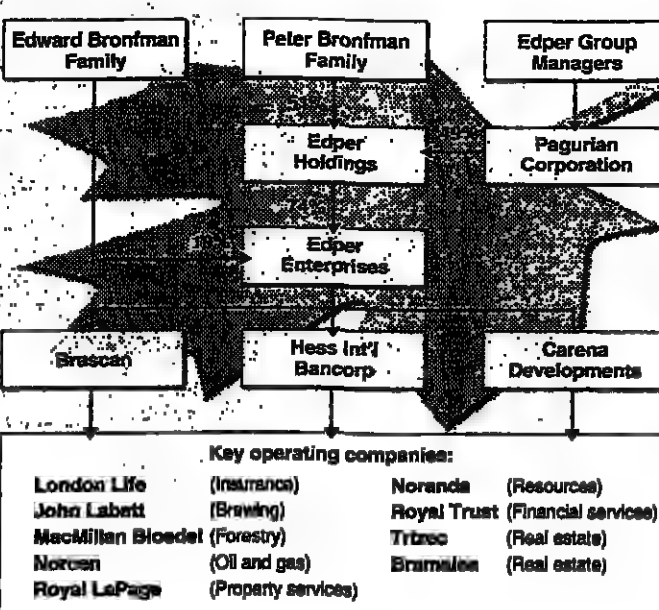 Edward Bronfman
Family
Peter Bronfman
Family
Edper Group
Managers
Edper
Holdings
Pagurian
Corporation
Edper
Enterprises
Brascan
Hess Int'l
Bancorp
Carena
Developments
Key operating companies:
London Life (Insurance)
John Labatt (Brewing)
MacMillan Bloedel (Forestry)
Norcen (Oil and gas)
Royal LePage (Property services)
Noranda (Resources)
Royal Trust (Financial services)
Trizec (Real estate)
Bramalea (Real estate)